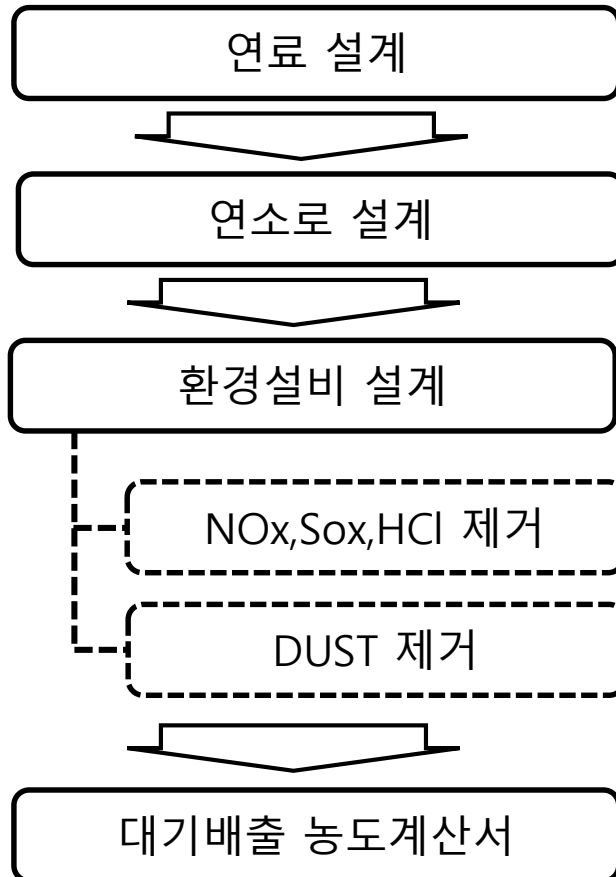 연료 설계
연소로 설계
환경설비 설계
NOx,Sox,HCl 제거
DUST 제거
대기배출 농도계산서